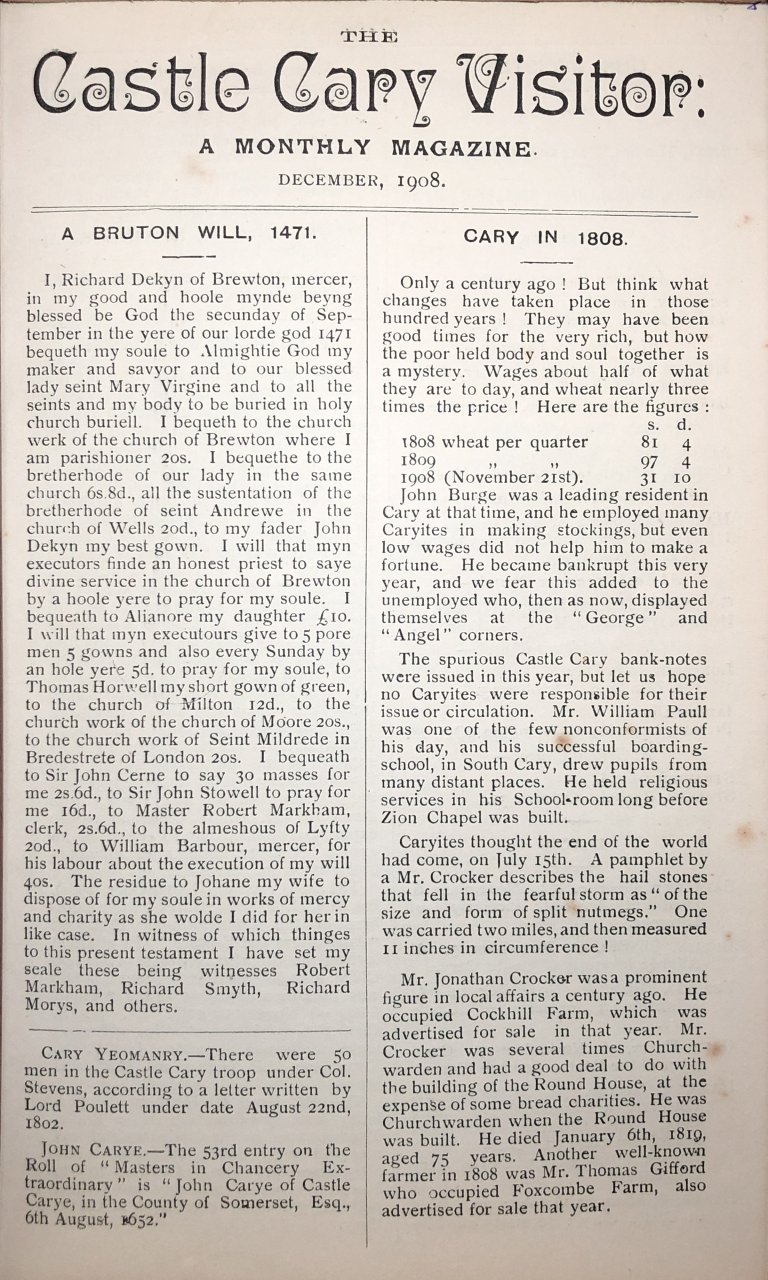 THE
Castle Cary Visitor:
A MONTHLY MAGAZINE.
DECEMBER, 1908.
A BRUTON WILL, 1471.
I, Richard Dekyn of Brewton, mercer,
in my good and hoole mynde beyng
blessed be God the secunday of Sep-
tember in the yere of our lorde god 1471
bequeth my soule to Almightie God my
maker and savyor and to our blessed
lady seint Mary Virgine and to all the
seints and my body to be buried in holy
church buriell. I bequeth to the church
werk of the church of Brewton where I
am parishioner 20s. I bequethe to the
bretherhode of our lady in the same
church 6s.8d., all the sustentation of the
bretherhode of seint Andrewe in the
church of Wells 20d., to my fader John
Dekyn my best gown. I will that myn
executors finde an honest priest to saye
divine service in the church of Brewton
by a hoole yere to pray for my soule. I
bequeath to Alianore my daughter £10.
I will that myn executours give to 5 pore
men 5 gowns and also every Sunday by
an hole yere 5d. to pray for my soule, to
Thomas Horwell my short gown of green,
to the church of Milton 12d., to the
church work of the church of Moore 20s.,
to the church work of Seint Mildrede in
Bredestrete of London 20s. I bequeath
to Sir John Cerne to say 30 masses for
me 2s.6d., to Sir John Stowell to pray for
me 16d., to Master Robert Markham,
clerk, 2s.6d., to the almeshous of Lyfty
20d., to William Barbour, mercer, for
his labour about the execution of my will
40s. The residue to Johane my wife to
dispose of for my soule in works of mercy
and charity as she wolde I did for her in
like case. In witness of which thinges
to this present testament I have set my
seale these being witnesses Robert
Markham, Richard Smyth, Richard
Morys, and others.
CARY YEOMANRY.—There were 50
men in the Castle Cary troop under Col.
Stevens, according to a letter written by
Lord Poulett under date August 22nd,
1802.
JOHN CARYE.—The 53rd entry on the
Roll of "Masters in Chancery Ex-
traordinary" is "John Carye of Castle
Carye, in the County of Somerset, Esq.,
6th August, 1652."
CARY IN 1808.
Only a century ago! But think what
changes have taken place in those
hundred years! They may have been
good times for the very rich, but how
the poor held body and soul together is
a mystery. Wages about half of what
they are to day, and wheat nearly three
times the price! Here are the figures:
s. d.
1808 wheat per quarter 81 4
1809 ,, ,, 97 4
1908 (November 21st). 31 10
John Burge was a leading resident in
Cary at that time, and he employed many
Caryites in making stockings, but even
low wages did not help him to make a
fortune. He became bankrupt this very
year, and we fear this added to the
unemployed who, then as now, displayed
themselves at the "George" and
"Angel" corners.
The spurious Castle Cary bank-notes
were issued in this year, but let us hope
no Caryites were responsible for their
issue or circulation. Mr. William Paull
was one of the few nonconformists of
his day, and his successful boarding-
school, in South Cary, drew pupils from
many distant places. He held religious
services in his School-room long before
Zion Chapel was built.
Caryites thought the end of the world
had come, on July 15th. A pamphlet by
a Mr. Crocker describes the hail stones
that fell in the fearful storm as "of the
size and form of split nutmegs." One
was carried two miles, and then measured
11 inches in circumference!
Mr. Jonathan Crocker was a prominent
figure in local affairs a century ago. He
occupied Cockhill Farm, which was
advertised for sale in that year. Mr.
Crocker was several times Church-
warden and had a good deal to do with
the building of the Round House, at the
expense of some bread charities. He was
Churchwarden when the Round House
was built. He died January 6th, 1819,
aged 75 years. Another well-known
farmer in 1808 was Mr. Thomas Gifford
who occupied Foxcombe Farm, also
advertised for sale that year.